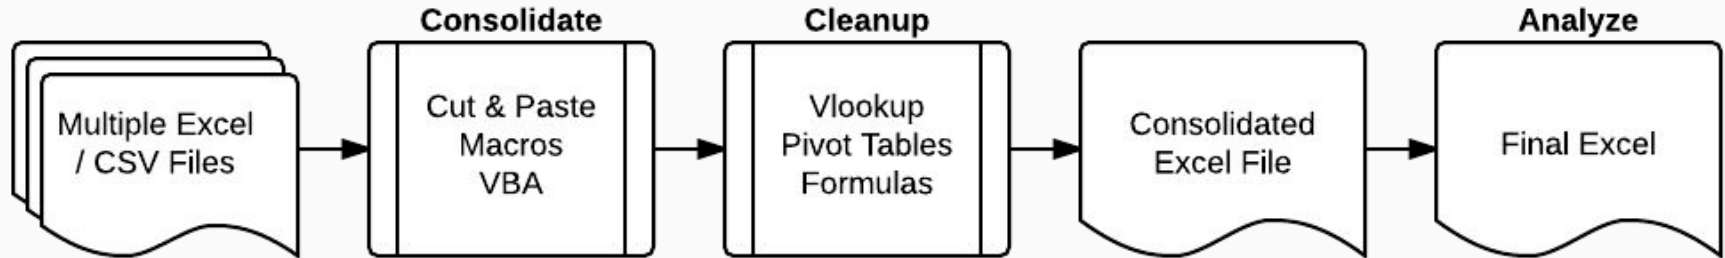 Consolidate
Cleanup
Analyze
Multiple Excel
/ CSV Files
Cut & Paste
Macros
VBA
Vlookup
Pivot Tables
Formulas
Consolidated
Excel File
Final Excel